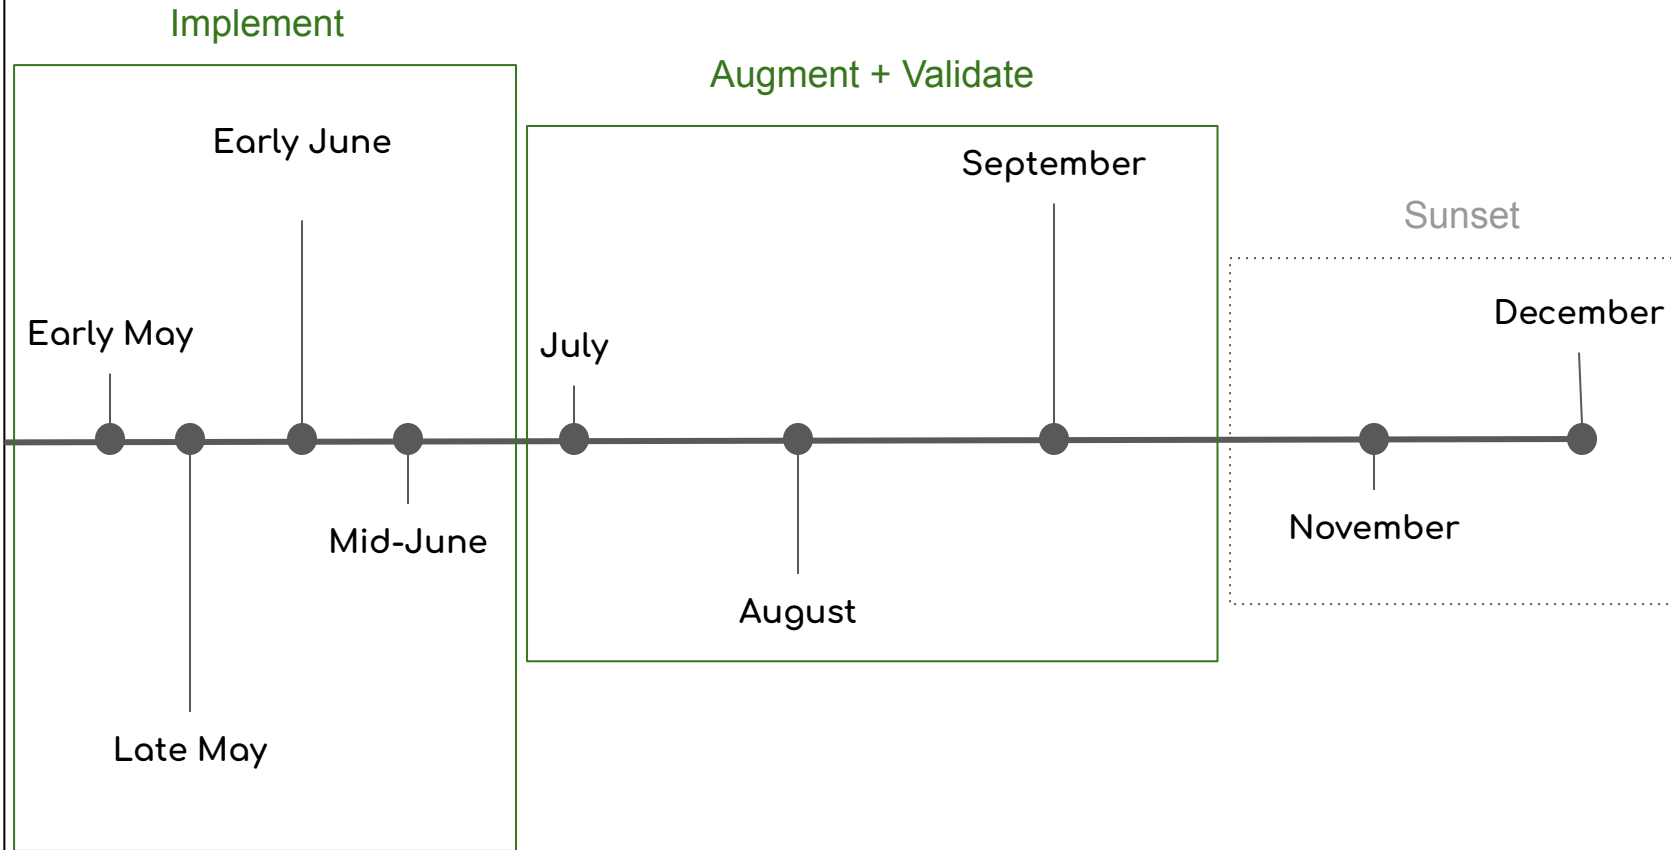 Implement
Augment + Validate
Early June
September
Sunset
December
Early May
July
November
Mid-June
August
Late May